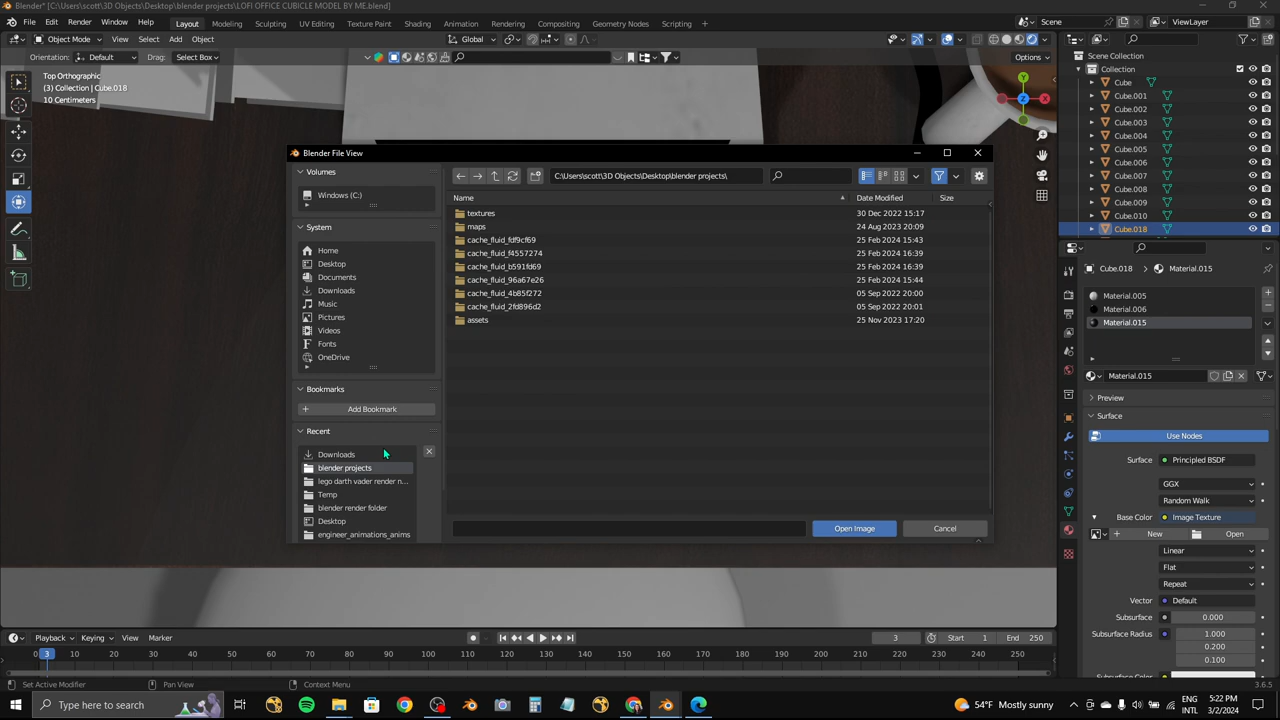 Blender* [C:\Users\scott\3D Objects\Desktop\blender projects\LOFI OFFICE CUBICLE MODEL BY ME.blend]
File Edit Render Window Help Layout Modeling Sculpting UV Editing Texture Paint Shading Animation Rendering Compositing Geometry Nodes Scripting + Scene ViewLayer
Object Mode View Select Add Object Global
Orientation: Default Drag: Select Box Options
Top Orthographic
(3) Collection | Cube.018
10 Centimeters
Y
X
Z
Scene Collection
Collection
Cube
Cube.001
Cube.002
Cube.003
Cube.004
Cube.005
Cube.006
Cube.007
Cube.008
Cube.009
Cube.010
Cube.018
Blender File View
Volumes
Windows (C:)
System
Home
Desktop
Documents
Downloads
Music
Pictures
Videos
Fonts
OneDrive
Bookmarks
Add Bookmark
Recent
Downloads
blender projects
lego darth vader render n...
Temp
blender render folder
Desktop
engineer_animations_anims
C:\Users\scott\3D Objects\Desktop\blender projects\
Name Date Modified Size
textures 30 Dec 2022 15:17
maps 24 Aug 2023 20:09
cache_fluid_fdf9cf69 25 Feb 2024 15:43
cache_fluid_f4557274 25 Feb 2024 16:39
cache_fluid_b591fd69 25 Feb 2024 16:39
cache_fluid_96a67e26 25 Feb 2024 15:44
cache_fluid_4b85f272 05 Sep 2022 20:00
cache_fluid_2fd896d2 05 Sep 2022 20:01
assets 25 Nov 2023 17:20
Open Image Cancel
Cube.018 Material.015
Material.005
Material.006
Material.015
Material.015
Preview
Surface
Use Nodes
Surface Principled BSDF
GGX
Random Walk
Base Color Image Texture
New Open
Linear
Flat
Repeat
Vector Default
Subsurface 0.000
Subsurface Radius 1.000
0.200
0.100
Subsurface Color
Playback Keying View Marker 3 Start 1 End 250
0 3 10 20 30 40 50 60 70 80 90 100 110 120 130 140 150 160 170 180 190 200 210 220 230 240 250
Set Active Modifier Pan View Context Menu 3.6.5
Type here to search 54°F Mostly sunny ENG INTL 5:22 PM 3/2/2024